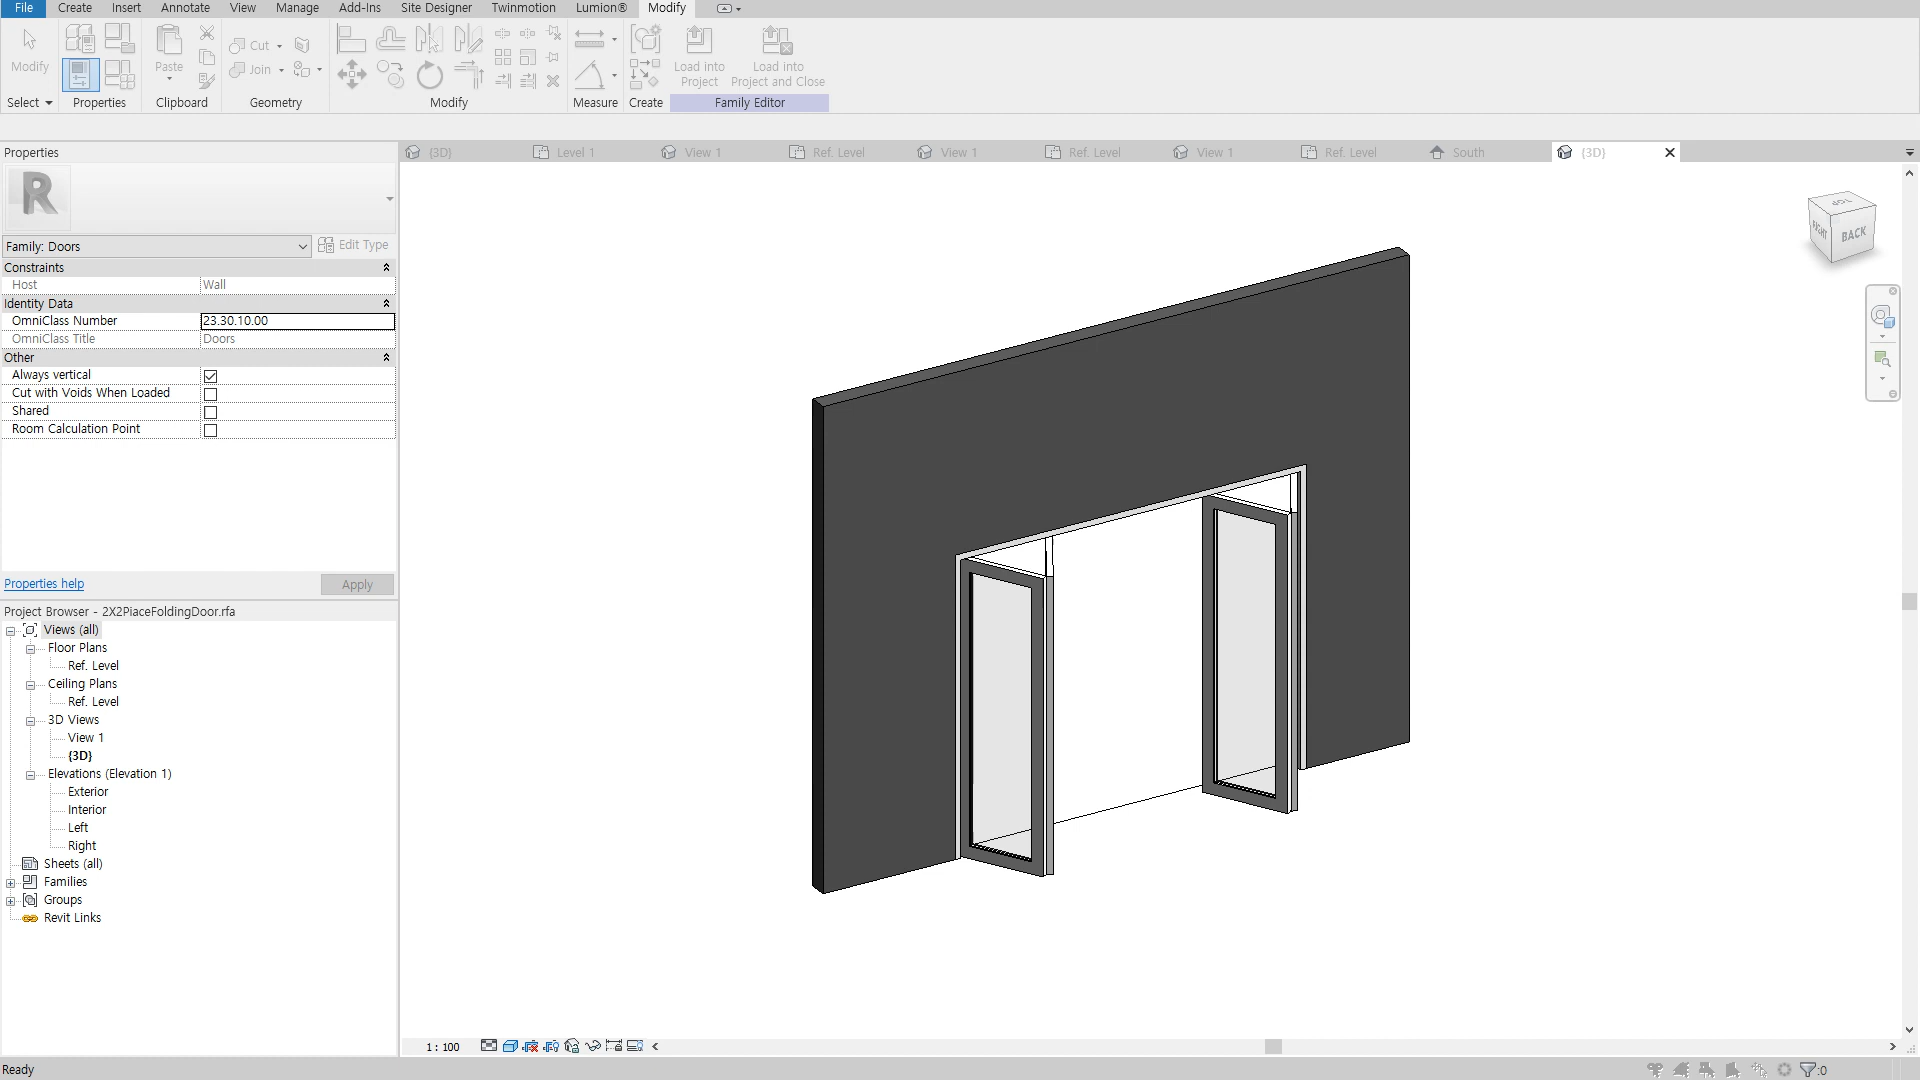 File Create Insert Annotate View Manage Add-Ins Site Designer Twinmotion Lumion® Modify
Modify
Paste
Cut
Join
Load into Project
Load into Project and Close
Select Properties Clipboard Geometry Modify Measure Create Family Editor
Properties
{3D} Level 1 View 1 Ref. Level View 1 Ref. Level View 1 Ref. Level South {3D}
R
Family: Doors
Edit Type
Constraints
Host Wall
Identity Data
OmniClass Number 23.30.10.00
OmniClass Title Doors
Other
Always vertical
Cut with Voids When Loaded
Shared
Room Calculation Point
Properties help
Apply
Project Browser - 2X2PiaceFoldingDoor.rfa
Views (all)
Floor Plans
Ref. Level
Ceiling Plans
Ref. Level
3D Views
View 1
{3D}
Elevations (Elevation 1)
Exterior
Interior
Left
Right
Sheets (all)
Families
Groups
Revit Links
TOP
RIGHT
BACK
1 : 100
Ready
:0